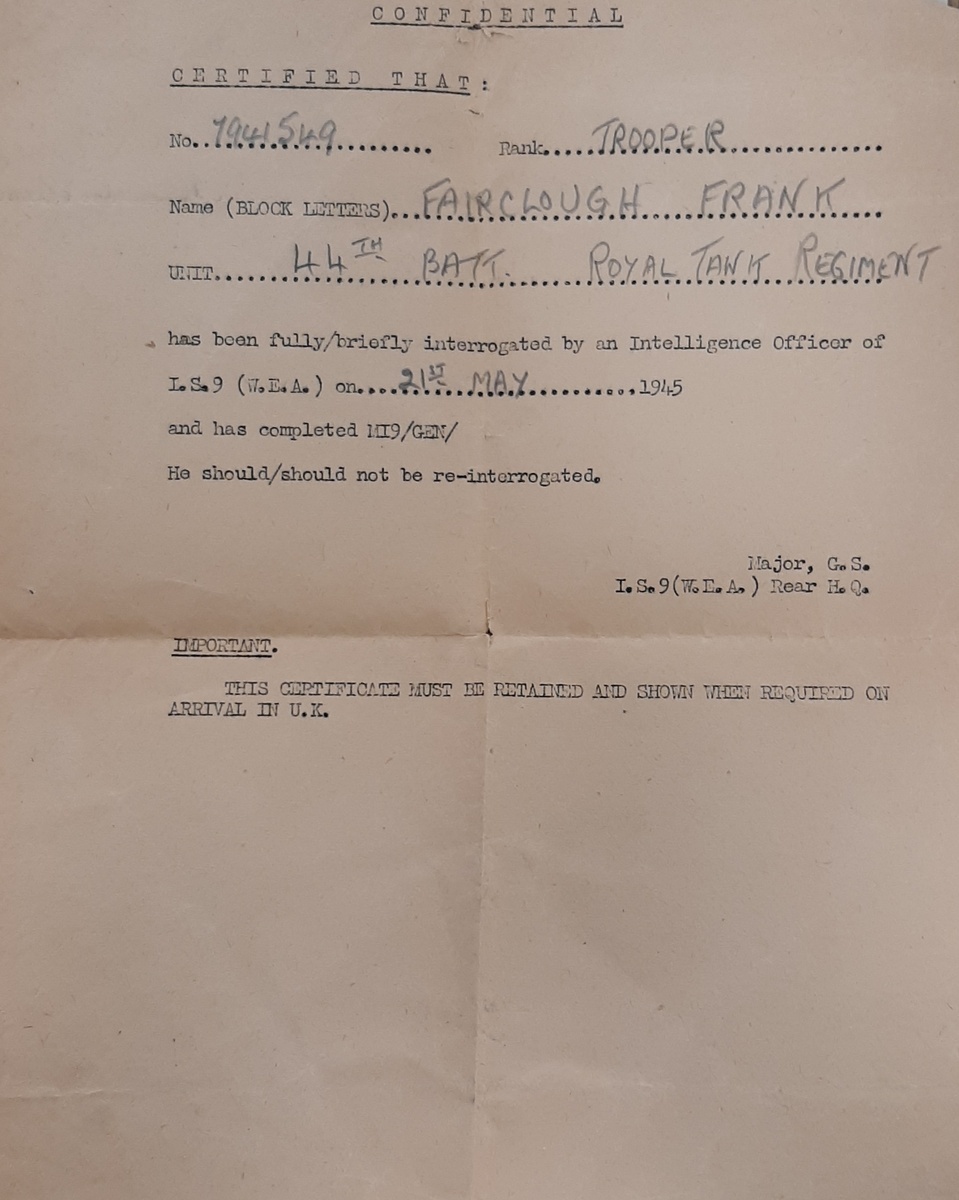 CONFIDENTIAL
CERTIFIED THAT:
No. 7941549 Rank TROOPER
Name (BLOCK LETTERS) FAIRCLOUGH FRANK
UNIT 44TH BATT. ROYAL TANK REGIMENT
has been fully/briefly interrogated by an Intelligence Officer of
I.S.9 (W.E.A.) on 21ST MAY 1945
and has completed MI9/GEN/
He should/should not be re-interrogated.
Major, G.S.
I.S.9(W.E.A.) Rear H.Q.
IMPORTANT.
THIS CERTIFICATE MUST BE RETAINED AND SHOWN WHEN REQUIRED ON
ARRIVAL IN U.K.